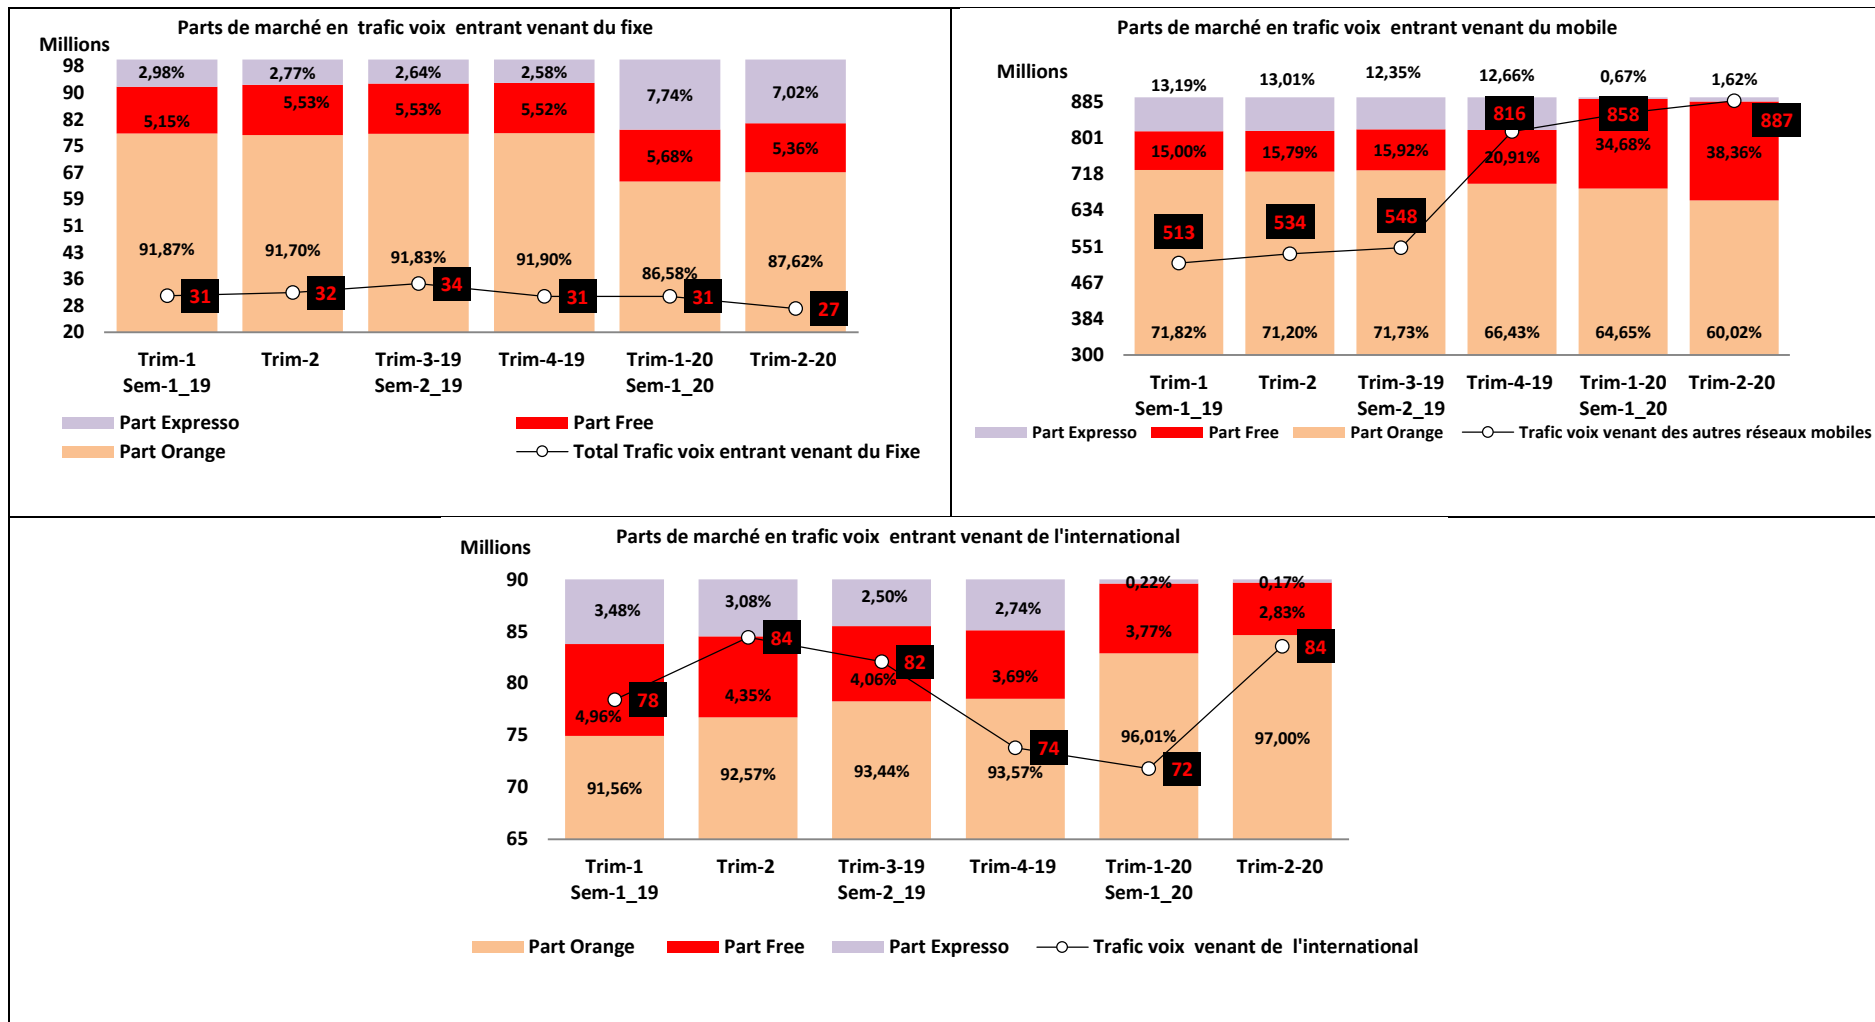 Parts de marché en trafic voix entrant venant du fixe
Millions
98
90
82
75
67
59
51
43
36
28
20
2,98% 2,77% 2,64% 2,58% 7,74% 7,02%
5,15% 5,53% 5,53% 5,52% 5,68% 5,36%
91,87% 91,70% 91,83% 91,90% 86,58% 87,62%
31 32 34 31 31 27
Trim-1 Trim-2 Trim-3-19 Trim-4-19 Trim-1-20 Trim-2-20
Sem-1_19 Sem-2_19 Sem-1_20
Part Expresso Part Free
Part Orange Total Trafic voix entrant venant du Fixe
Parts de marché en trafic voix entrant venant du mobile
Millions
885
801
718
634
551
467
384
300
13,19% 13,01% 12,35% 12,66% 0,67% 1,62%
816 858 887
15,00% 15,79% 15,92% 20,91% 34,68% 38,36%
513 534 548
71,82% 71,20% 71,73% 66,43% 64,65% 60,02%
Trim-1 Trim-2 Trim-3-19 Trim-4-19 Trim-1-20 Trim-2-20
Sem-1_19 Sem-2_19 Sem-1_20
Part Expresso Part Free Part Orange Trafic voix venant des autres réseaux mobiles
Parts de marché en trafic voix entrant venant de l'international
Millions
90
85
80
75
70
65
3,48% 3,08% 2,50% 2,74% 0,22% 0,17%
4,96% 4,35% 4,06% 3,69% 3,77% 2,83%
78 84 82 74 72 84
91,56% 92,57% 93,44% 93,57% 96,01% 97,00%
Trim-1 Trim-2 Trim-3-19 Trim-4-19 Trim-1-20 Trim-2-20
Sem-1_19 Sem-2_19 Sem-1_20
Part Orange Part Free Part Expresso Trafic voix venant de l'international